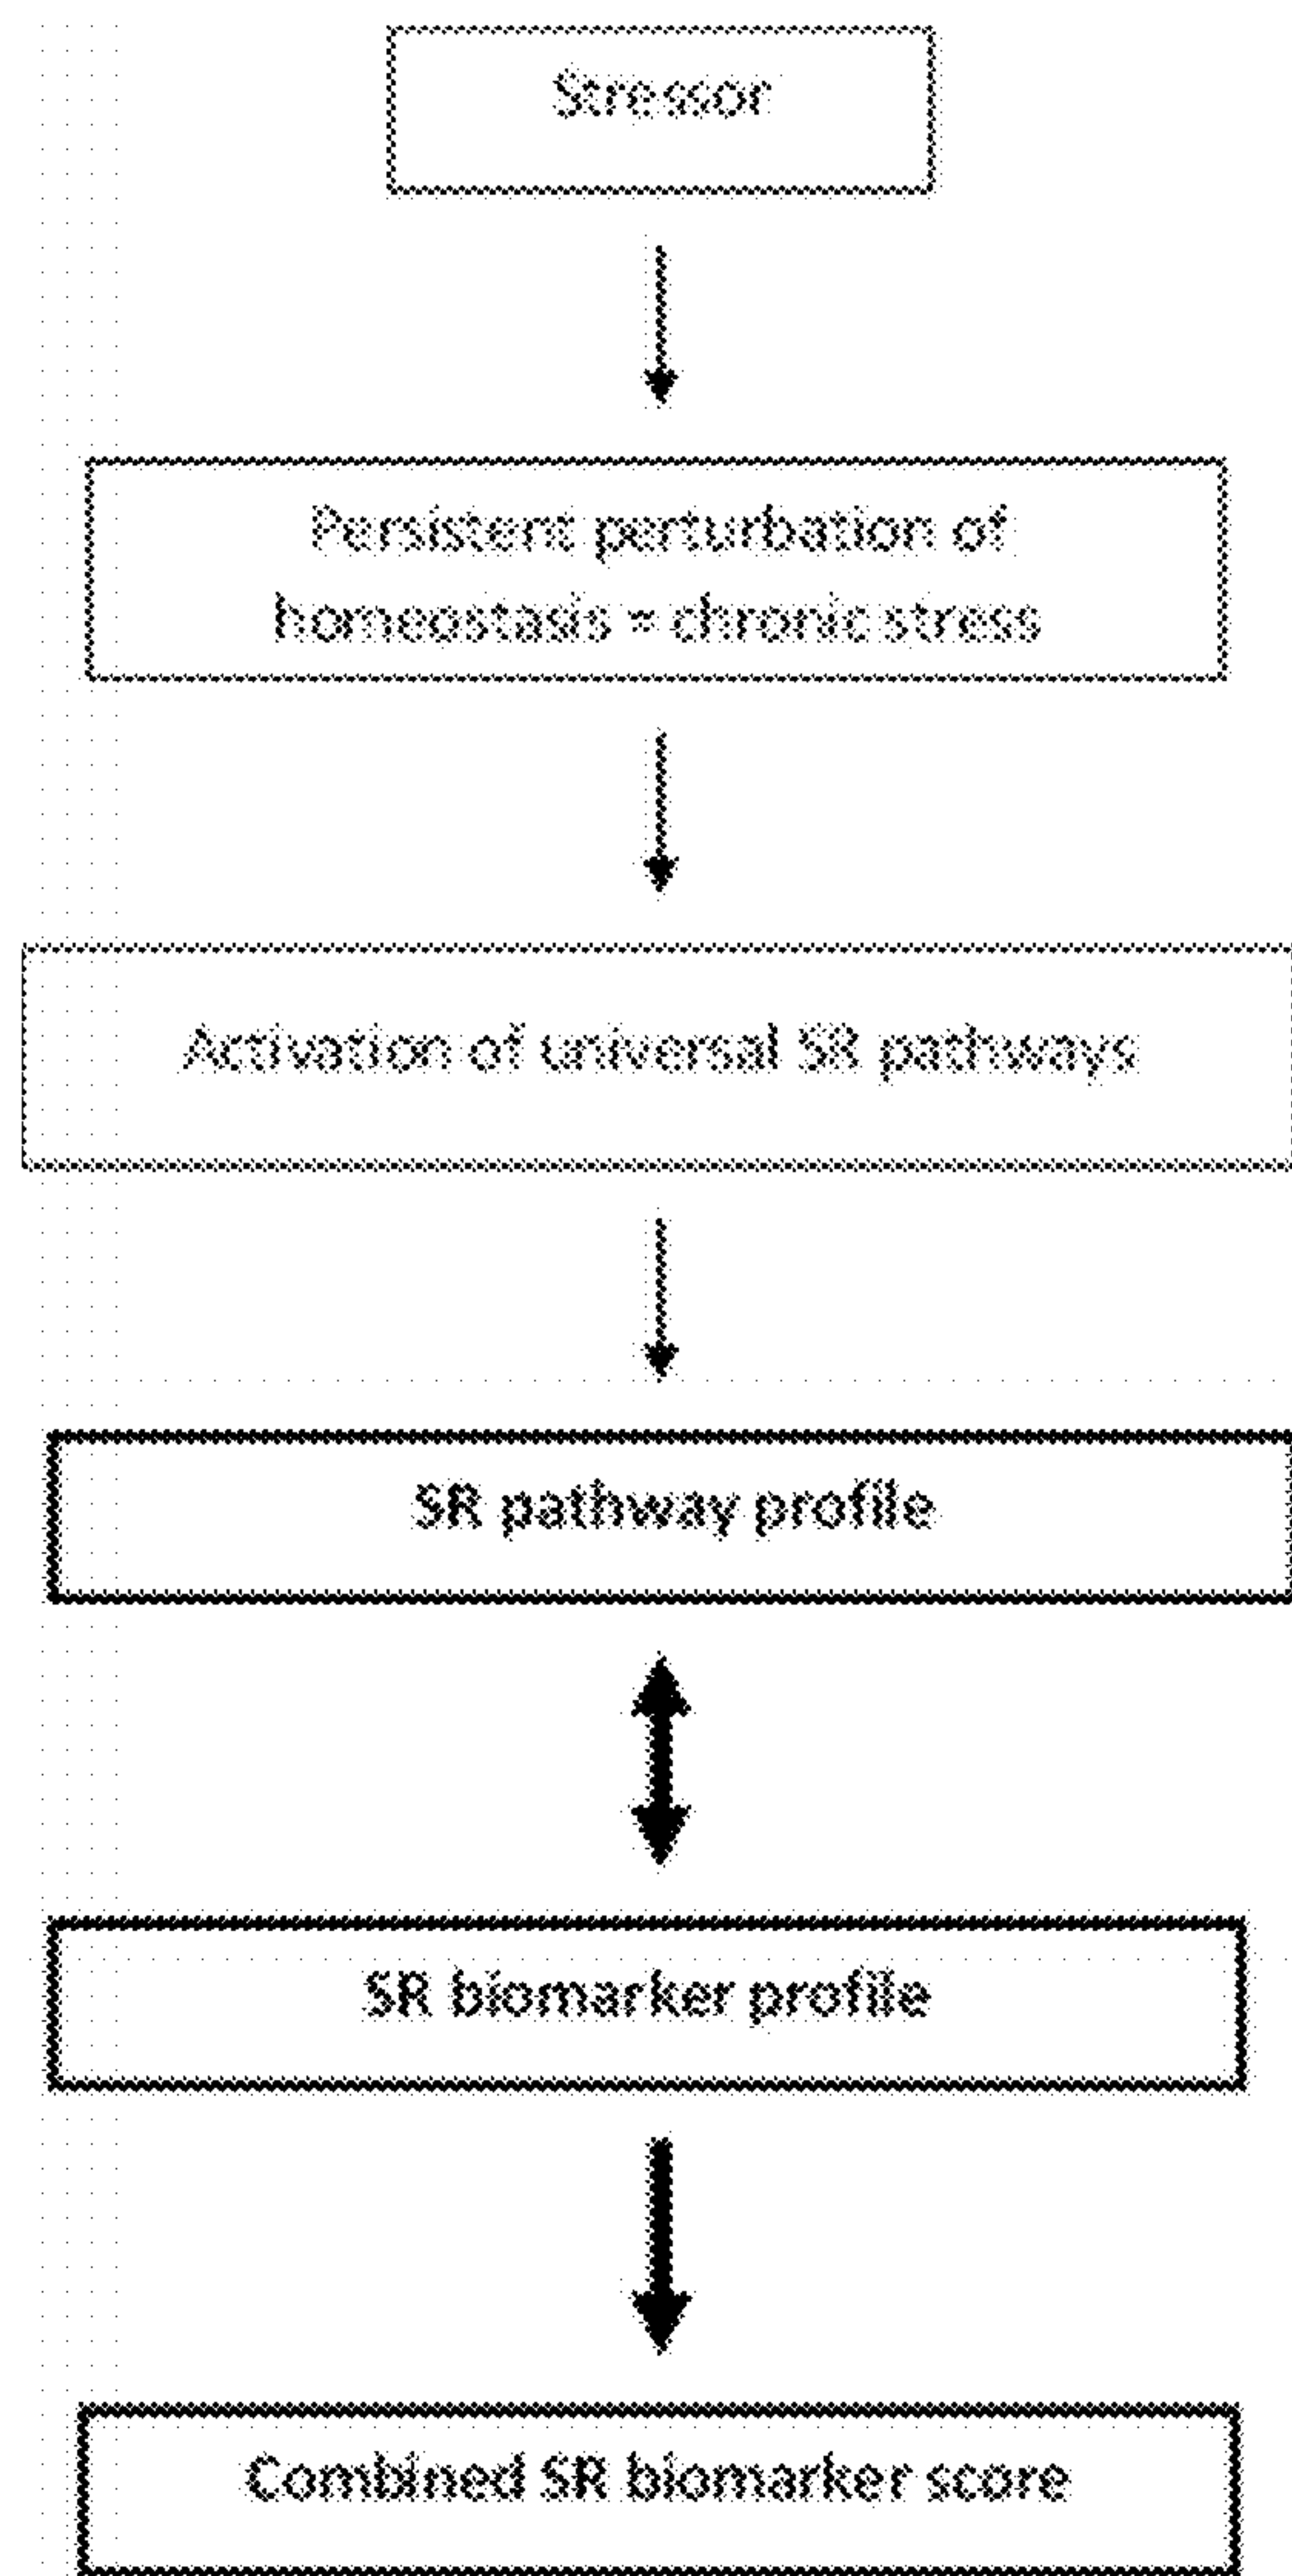 Stressor
Persistent perturbation of
homeostasis = chronic stress
Activation of universal SR pathways
SR pathway profile
SR biomarker profile
Combined SR biomarker score